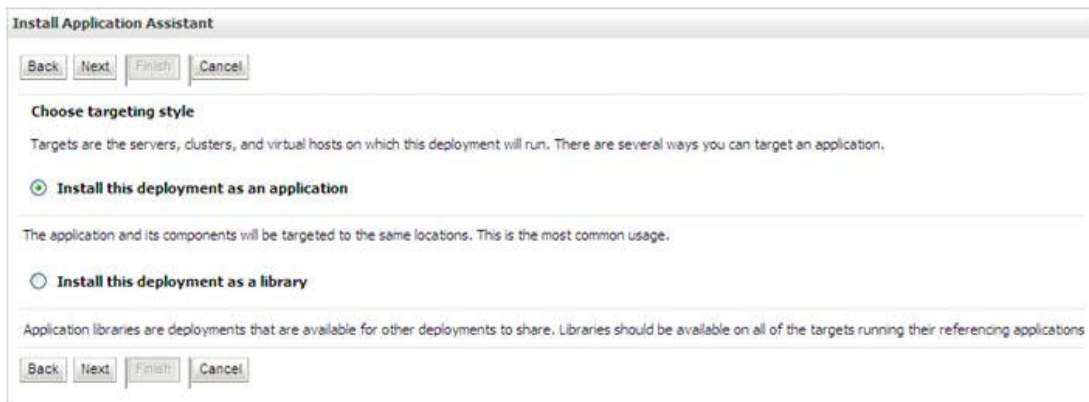 Install Application Assistant
Back Next Finish Cancel
Choose targeting style
Targets are the servers, clusters, and virtual hosts on which this deployment will run. There are several ways you can target an application.
Install this deployment as an application
The application and its components will be targeted to the same locations. This is the most common usage.
Install this deployment as a library
Application libraries are deployments that are available for other deployments to share. Libraries should be available on all of the targets running their referencing applications
Back Next Finish Cancel